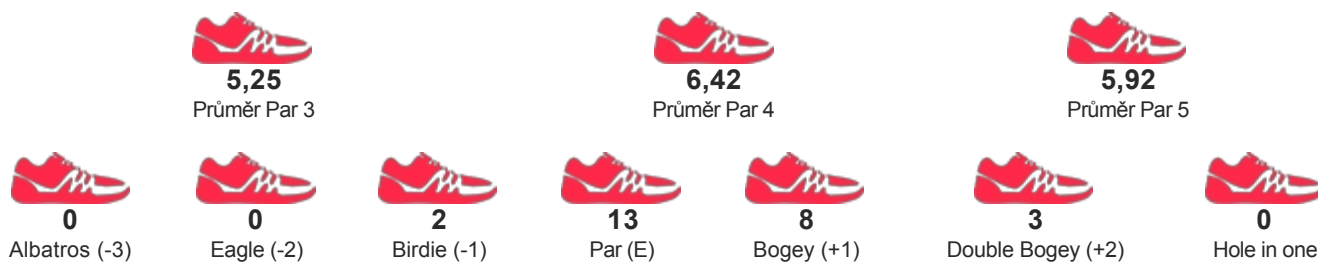 5,25 6,42 5,92
Průměr Par 3 Průměr Par 4 Průměr Par 5
0 0 2 13 8 3 0
Albatros (-3) Eagle (-2) Birdie (-1) Par (E) Bogey (+1) Double Bogey (+2) Hole in one